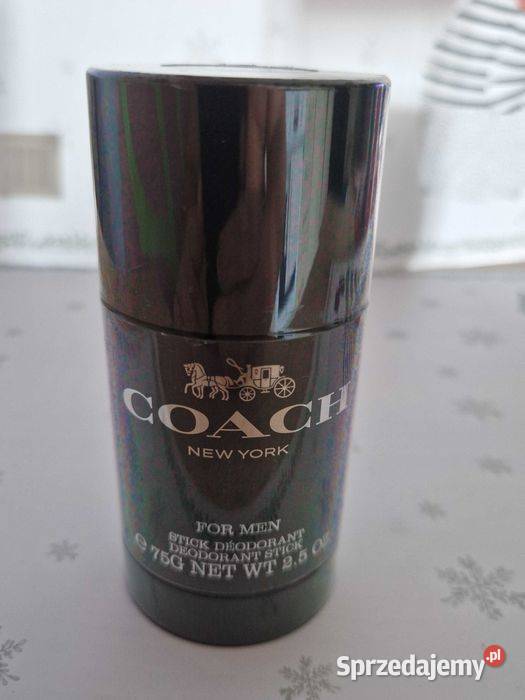 COACH
NEW YORK
FOR MEN
STICK DÉODORANT
DEODORANT STICK
℮ 75G NET WT 2.5 OZ
Sprzedajemy.pl